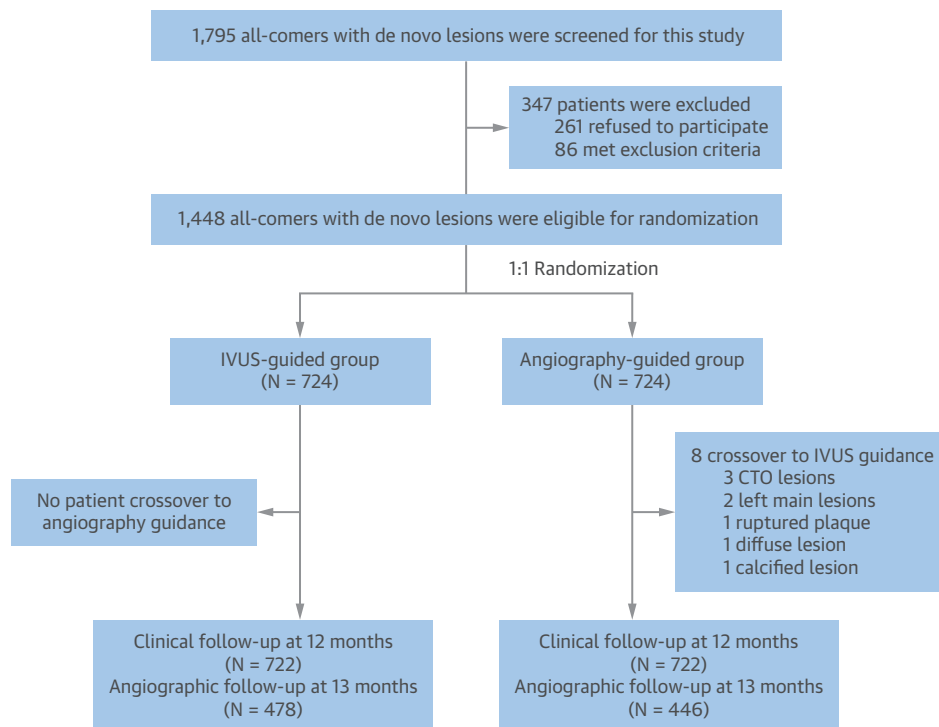 1,795 all-comers with de novo lesions were screened for this study
347 patients were excluded
261 refused to participate
86 met exclusion criteria
1,448 all-comers with de novo lesions were eligible for randomization
1:1 Randomization
IVUS-guided group
(N = 724)
Angiography-guided group
(N = 724)
No patient crossover to
angiography guidance
8 crossover to IVUS guidance
3 CTO lesions
2 left main lesions
1 ruptured plaque
1 diffuse lesion
1 calcified lesion
Clinical follow-up at 12 months
(N = 722)
Angiographic follow-up at 13 months
(N = 478)
Clinical follow-up at 12 months
(N = 722)
Angiographic follow-up at 13 months
(N = 446)